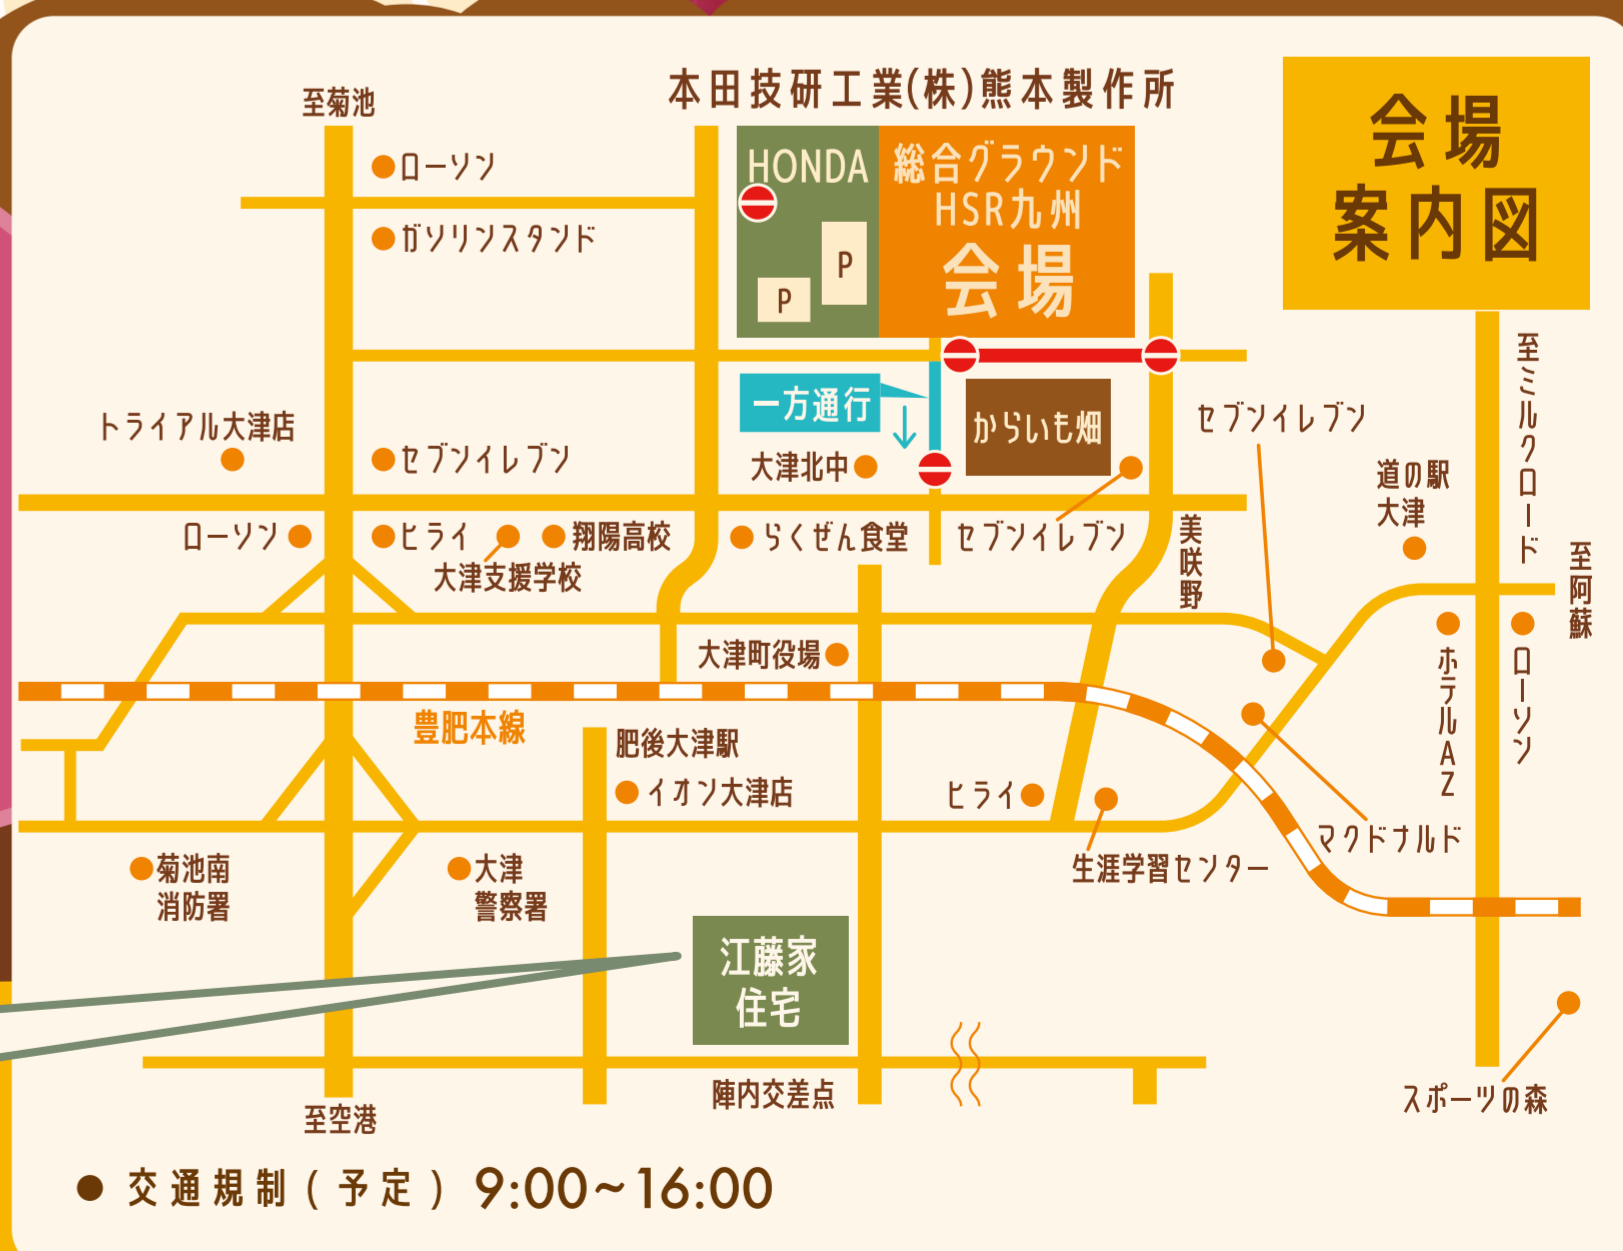 会場
案内図
本田技研工業(株)熊本製作所
HONDA
P
P
総合グラウンド
HSR九州
会場
至菊池
ローソン
ガソリンスタンド
一方通行
からいも畑
トライアル大津店
セブンイレブン
大津北中
セブンイレブン
至ミルクロード
道の駅
大津
ローソン
ヒライ
翔陽高校
大津支援学校
らくぜん食堂
セブンイレブン
美咲野
至阿蘇
大津町役場
ホテルAZ
ローソン
豊肥本線
肥後大津駅
イオン大津店
ヒライ
マクドナルド
生涯学習センター
菊池南
消防署
大津
警察署
江藤家
住宅
陣内交差点
スポーツの森
至空港
●交通規制(予定) 9:00~16:00